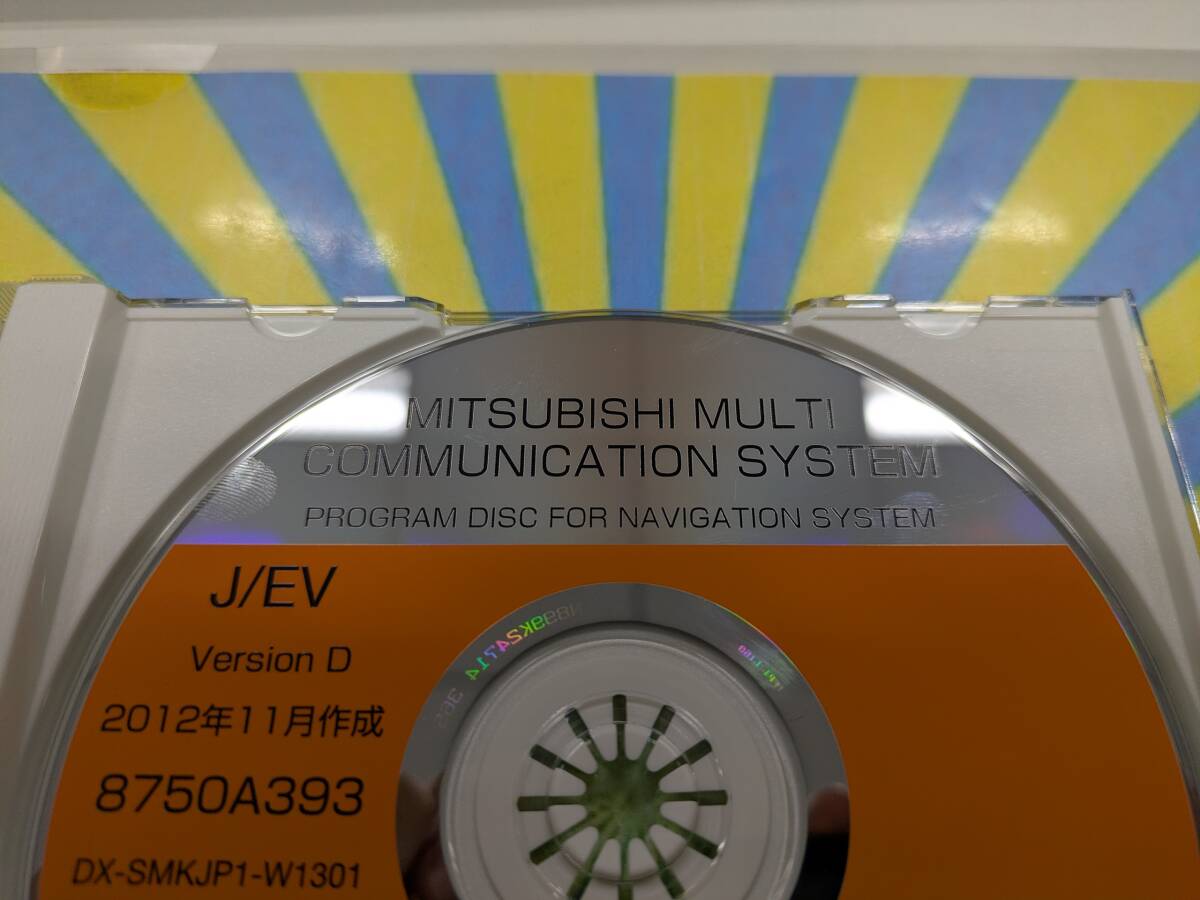 MITSUBISHI MULTI
COMMUNICATION SYSTEM
PROGRAM DISC FOR NAVIGATION SYSTEM
J/EV
Version D
2012年11月作成
8750A393
DX-SMKJP1-W1301